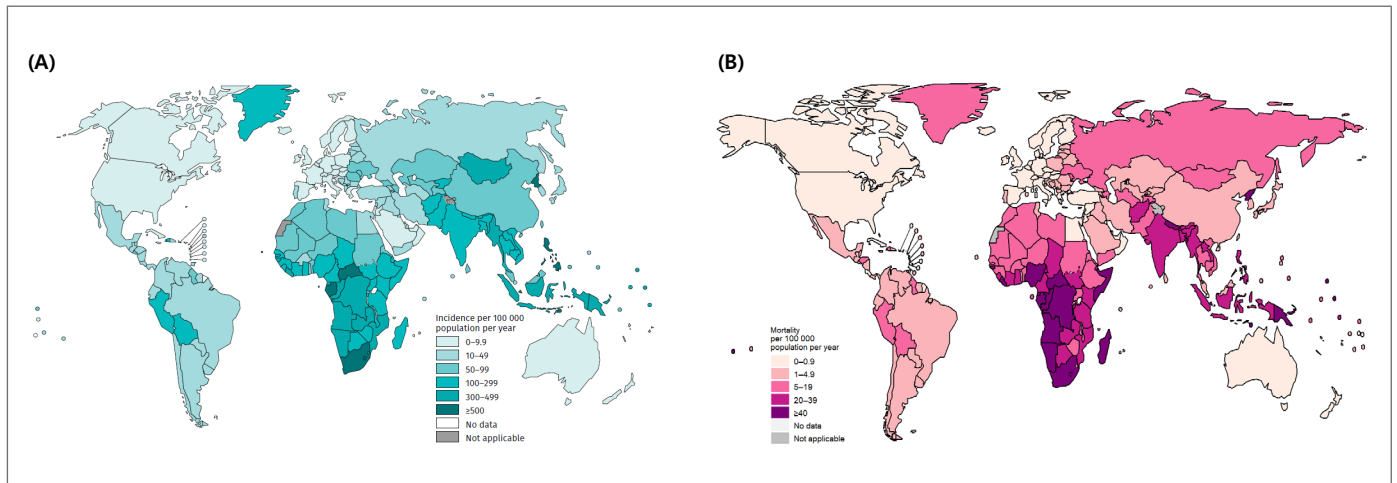 (A)
(B)
Incidence per 100 000
population per year
0–9.9
10–49
50–99
100–299
300–499
≥500
No data
Not applicable
Mortality
per 100 000
population per year
0–0.9
1–4.9
5–19
20–39
≥40
No data
Not applicable